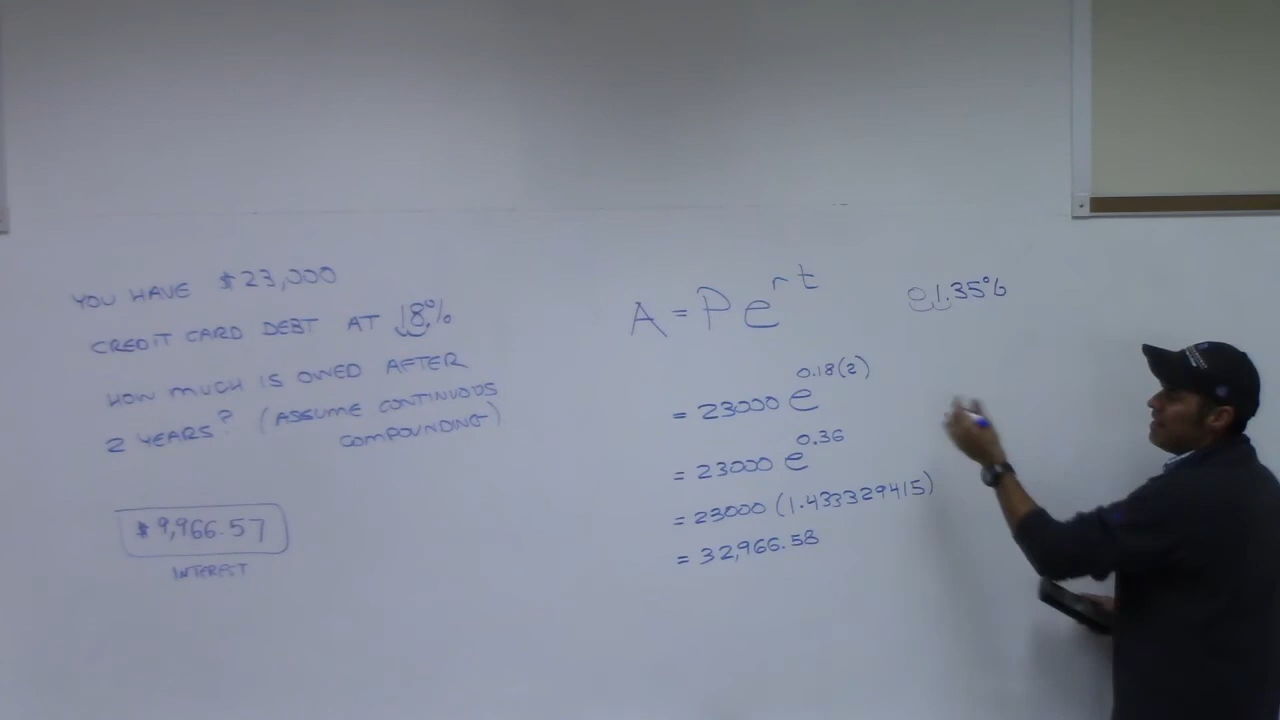 YOU HAVE $23,000
CREDIT CARD DEBT AT 18%
HOW MUCH IS OWED AFTER
2 YEARS? (ASSUME CONTINUOUS
COMPOUNDING)
$9,966.57
INTEREST
A = Pe^rt
= 23000 e^0.18(2)
= 23000 e^0.36
= 23000 (1.433329415)
= 32,966.58
01.35%